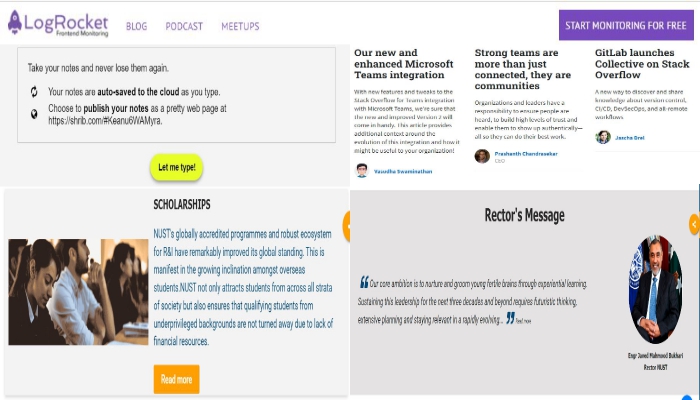 LogRocket
Frontend Monitoring
BLOG
PODCAST
MEETUPS
START MONITORING FOR FREE
Take your notes and never lose them again.
Your notes are auto-saved to the cloud as you type.
Choose to publish your notes as a pretty web page at
https://shrib.com/#Keanu6WAMyra.
Let me type!
Our new and
enhanced Microsoft
Teams integration
With new features and tweaks to the
Stack Overflow for Teams integration
with Microsoft Teams, we're sure that
the new and improved Version 2 will
come in handy. This article provides
additional context around the
evolution of this integration and how it
might be useful to your organization!
Vasudha Swaminathan
Strong teams are
more than just
connected, they are
communities
Organizations and leaders have a
responsibility to ensure people are
heard, to build high levels of trust and
enable them to show up authentically—
all so they can do their best work.
Prashanth Chandrasekar
CEO
GitLab launches
Collective on Stack
Overflow
A new way to discover and share
knowledge about version control,
CI/CD, DevSecOps, and all-remote
workflows.
Jascha Drel
SCHOLARSHIPS
NUST's globally accredited programmes and robust ecosystem
for R&I have remarkably improved its global standing. This is
manifest in the growing inclination amongst overseas
students.NUST not only attracts students from across all strata
of society but also ensures that qualifying students from
underprivileged backgrounds are not turned away due to lack of
financial resources.
Read more
Rector's Message
“Our core ambition is to nurture and groom young fertile brains through experiential learning.
Sustaining this leadership for the next three decades and beyond requires futuristic thinking,
extensive planning and staying relevant in a rapidly evolving... ” Read more
Engr Javed Mahmood Bukhari
Rector NUST